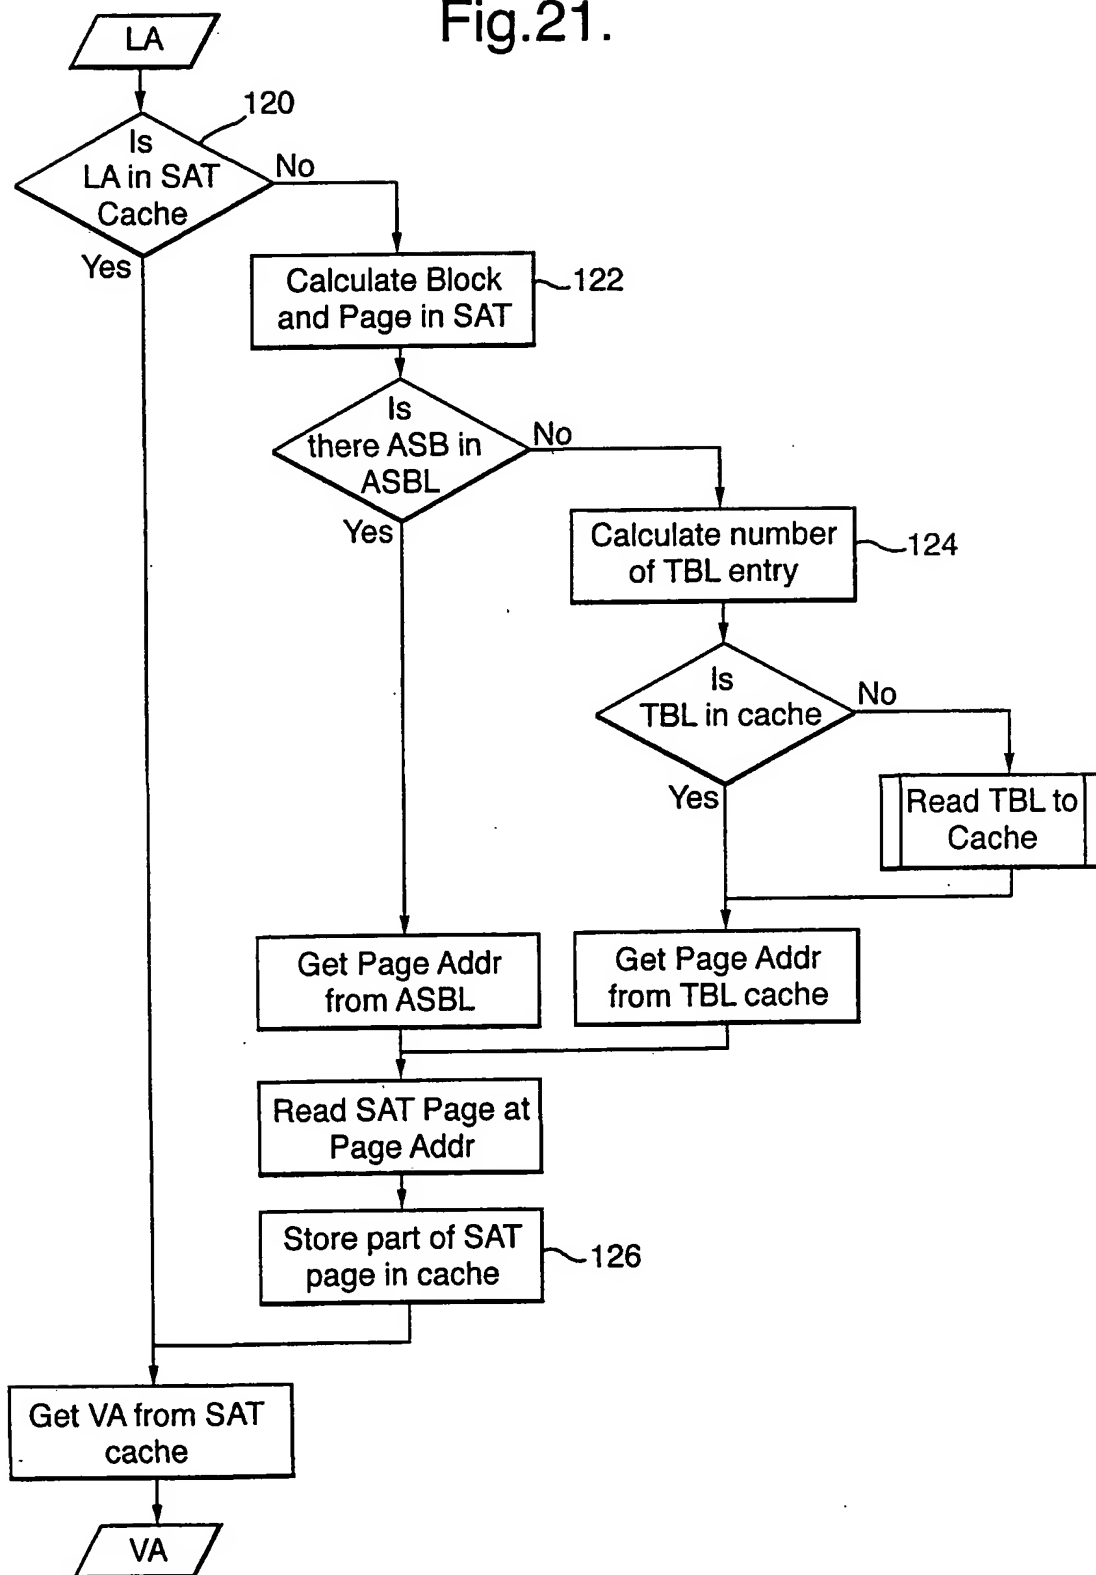 Fig.21.
LA
120
Is
LA in SAT
Cache
No
Yes
Calculate Block
and Page in SAT
122
Is
there ASB in
ASBL
No
Yes
Calculate number
of TBL entry
124
Is
TBL in cache
No
Yes
Read TBL to
Cache
Get Page Addr
from ASBL
Get Page Addr
from TBL cache
Read SAT Page at
Page Addr
Store part of SAT
page in cache
126
Get VA from SAT
cache
VA